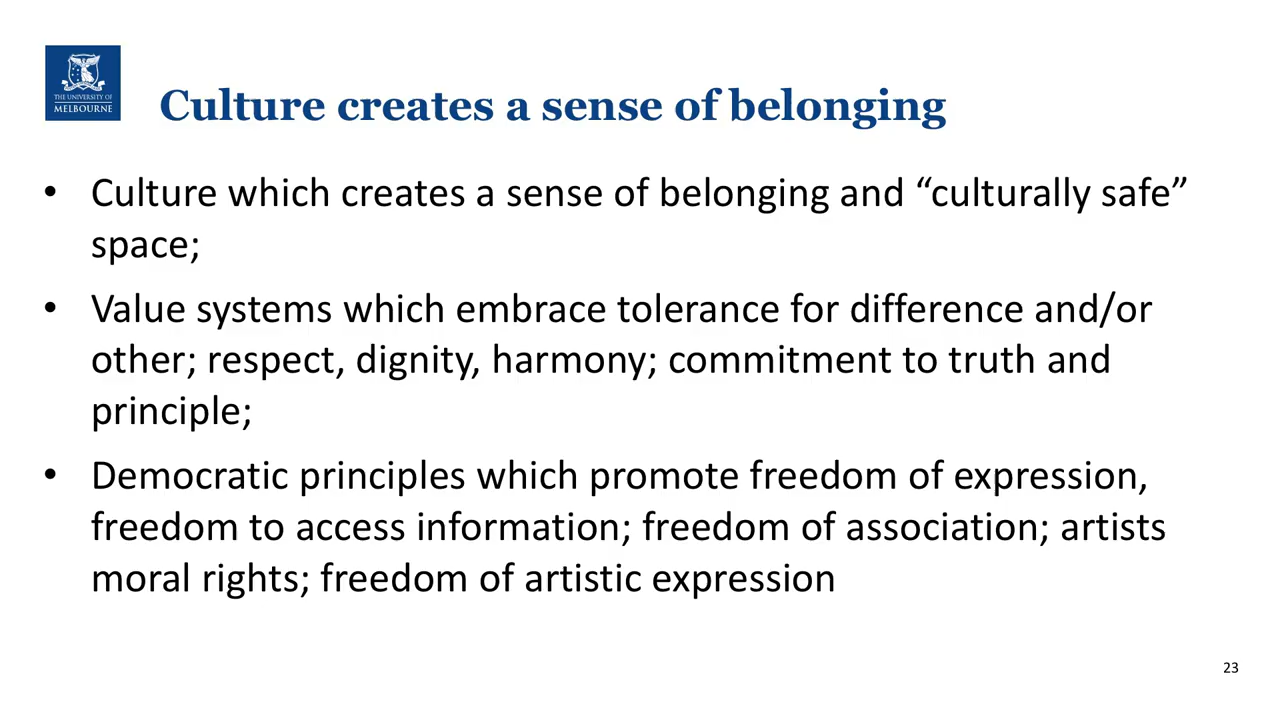 THE UNIVERSITY OF
MELBOURNE
Culture creates a sense of belonging
• Culture which creates a sense of belonging and “culturally safe”
space;
• Value systems which embrace tolerance for difference and/or
other; respect, dignity, harmony; commitment to truth and
principle;
• Democratic principles which promote freedom of expression,
freedom to access information; freedom of association; artists
moral rights; freedom of artistic expression
23